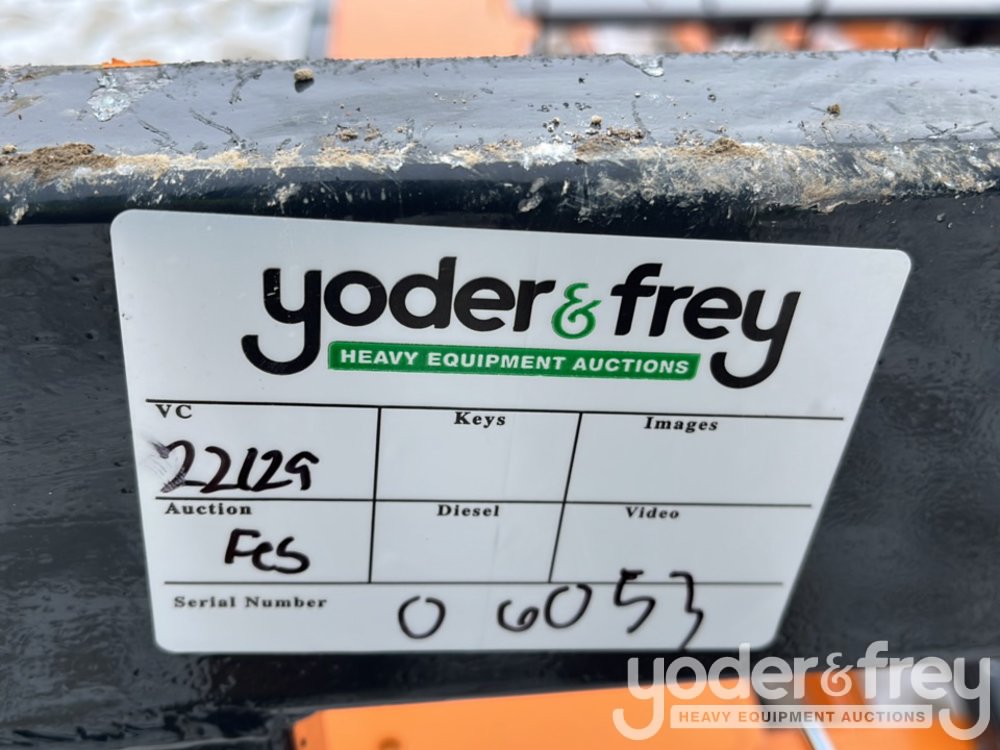 yoder & frey
HEAVY EQUIPMENT AUCTIONS
VC Keys Images
22129
Auction Diesel Video
FCS
Serial Number 0 6053
yoder & frey
HEAVY EQUIPMENT AUCTIONS